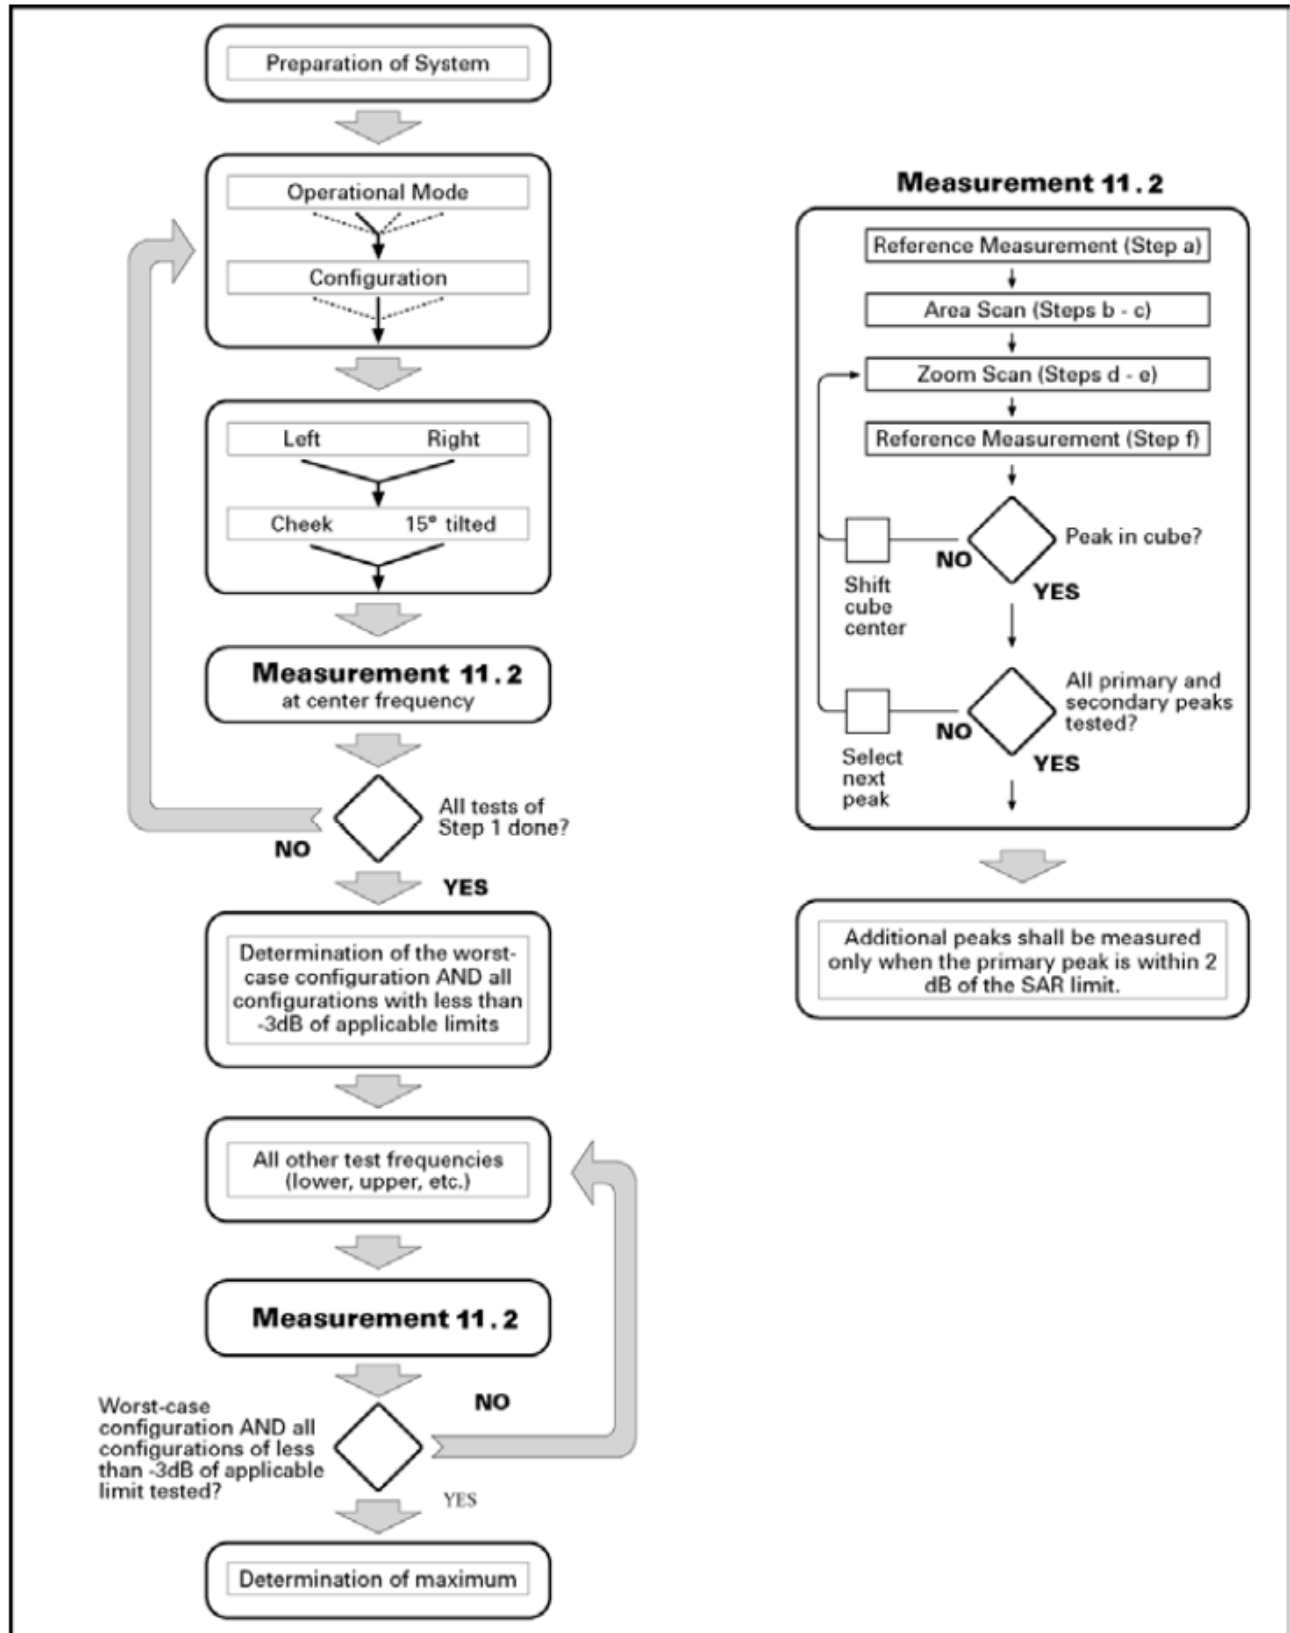 Preparation of System
Operational Mode
Configuration
Left Right
Cheek 15° tilted
Measurement 11.2
at center frequency
All tests of
Step 1 done?
NO
YES
Determination of the worst-
case configuration AND all
configurations with less than
-3dB of applicable limits
All other test frequencies
(lower, upper, etc.)
Measurement 11.2
NO
Worst-case
configuration AND all
configurations of less
than -3dB of applicable
limit tested?
YES
Determination of maximum
Measurement 11.2
Reference Measurement (Step a)
Area Scan (Steps b - c)
Zoom Scan (Steps d - e)
Reference Measurement (Step f)
Peak in cube?
NO
Shift
cube
center
YES
All primary and
secondary peaks
tested?
NO
Select
next
peak
YES
Additional peaks shall be measured
only when the primary peak is within 2
dB of the SAR limit.